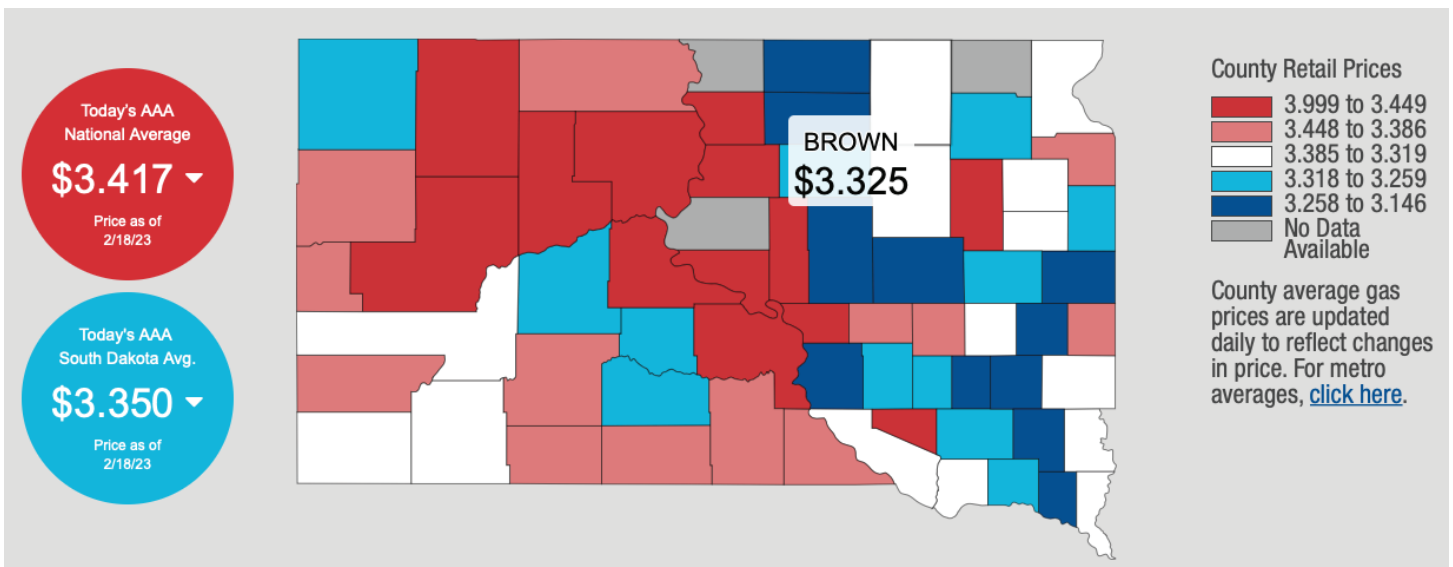 Today's AAA
National Average
$3.417
Price as of
2/18/23
Today's AAA
South Dakota Avg.
$3.350
Price as of
2/18/23
BROWN
$3.325
County Retail Prices
3.999 to 3.449
3.448 to 3.386
3.385 to 3.319
3.318 to 3.259
3.258 to 3.146
No Data
Available
County average gas
prices are updated
daily to reflect changes
in price. For metro
averages, click here.